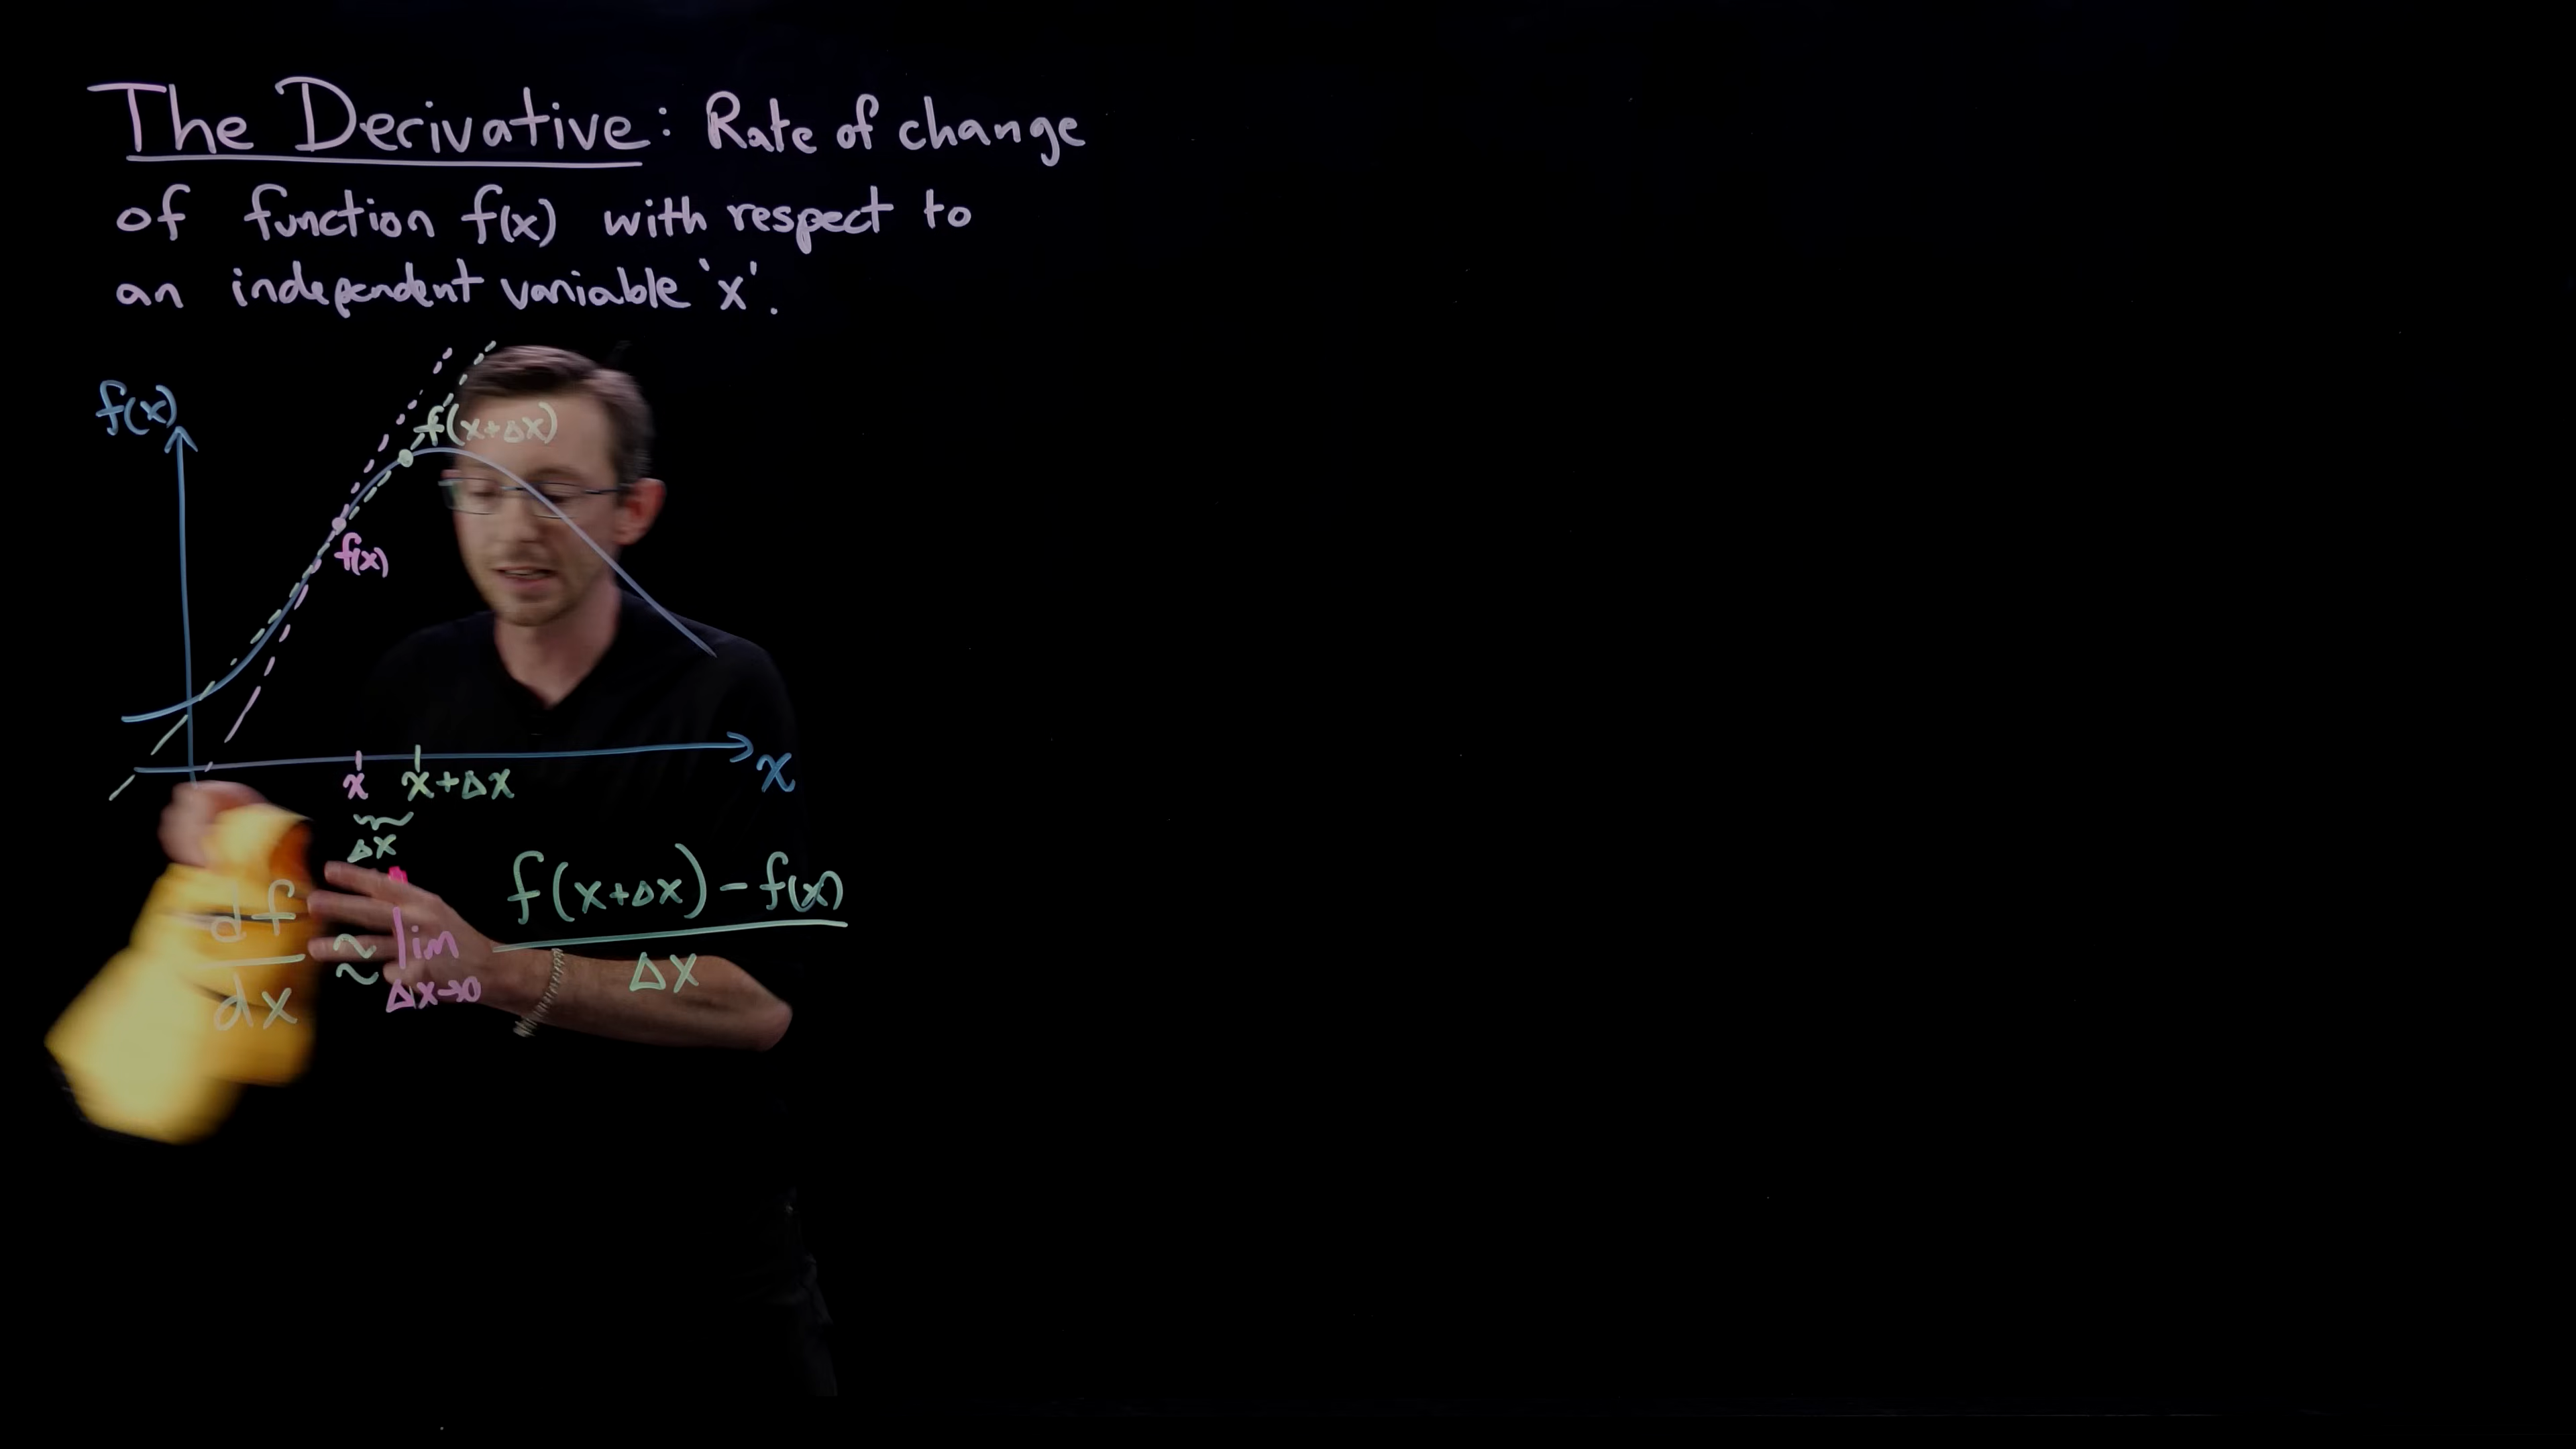 The Derivative: Rate of change
of function f(x) with respect to
an independent variable 'x'.
f(x)
f(x+Δx)
f(x)
x
x+Δx
x
Δx
df/dx ≈ lim Δx→0 f(x+Δx)-f(x)/Δx